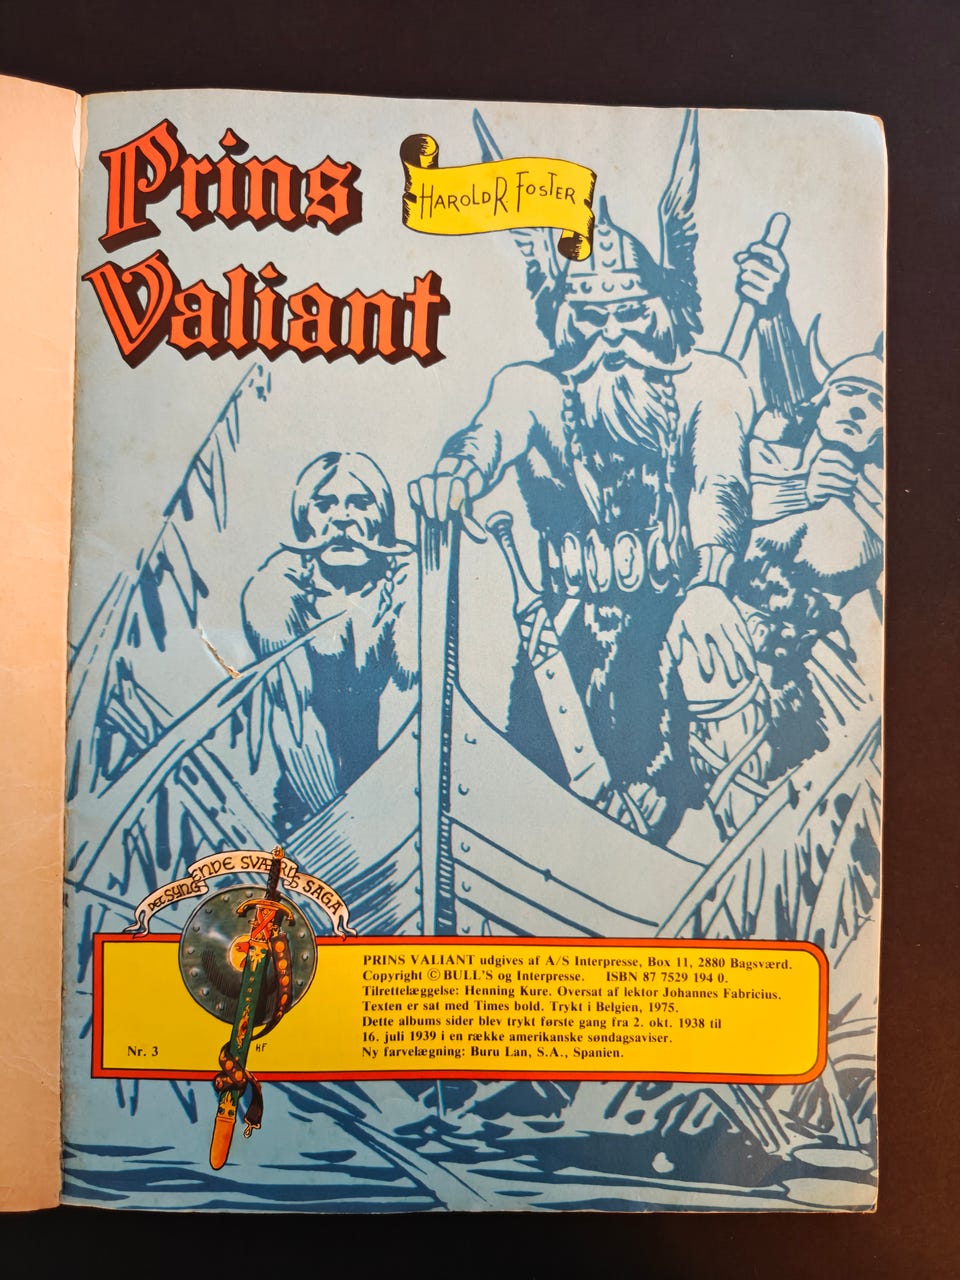 Prins
Valiant
HAROLD R. FOSTER
DET SYNGENDE SVÆRDS SAGA
PRINS VALIANT udgives af A/S Interpresse, Box 11, 2880 Bagsværd.
Copyright © BULL'S og Interpresse. ISBN 87 7529 194 0.
Tilrettelæggelse: Henning Kure. Oversat af lektor Johannes Fabricius.
Texten er sat med Times bold. Trykt i Belgien, 1975.
Dette albums sider blev trykt første gang fra 2. okt. 1938 til
16. juli 1939 i en række amerikanske søndagsaviser.
Ny farvelægning: Buru Lan, S.A., Spanien.
Nr. 3
HF